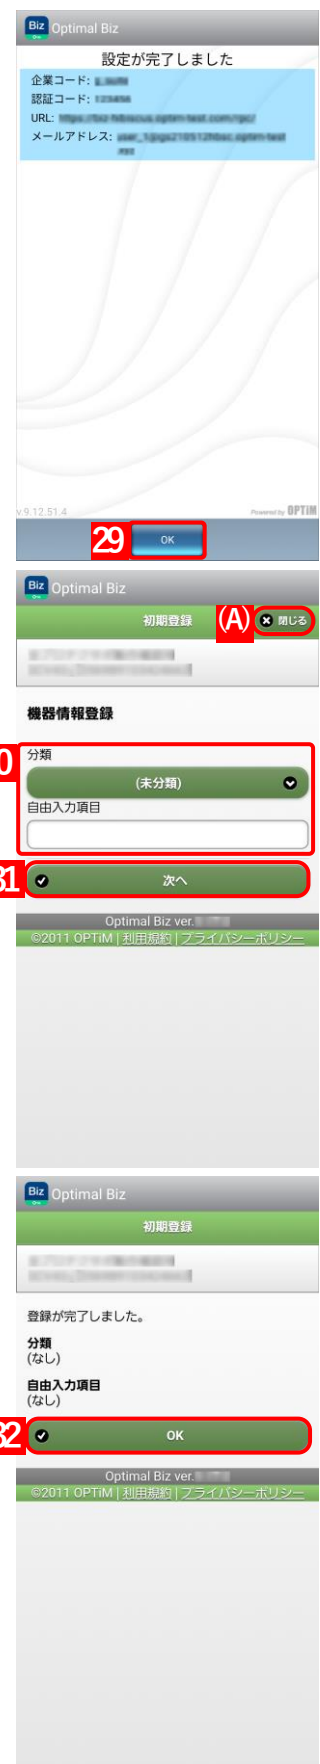 Biz Optimal Biz
設定が完了しました
企業コード:
認証コード:
URL:
メールアドレス:
v.9.12.51.4
Powered by OPTiM
29 OK
Biz Optimal Biz
初期登録 (A) 閉じる
機器情報登録
分類
0 (未分類)
自由入力項目
31 次へ
Optimal Biz ver.
©2011 OPTiM | 利用規約 | プライバシーポリシー
Biz Optimal Biz
初期登録
登録が完了しました。
分類
(なし)
自由入力項目
(なし)
32 OK
Optimal Biz ver.
©2011 OPTiM | 利用規約 | プライバシーポリシー